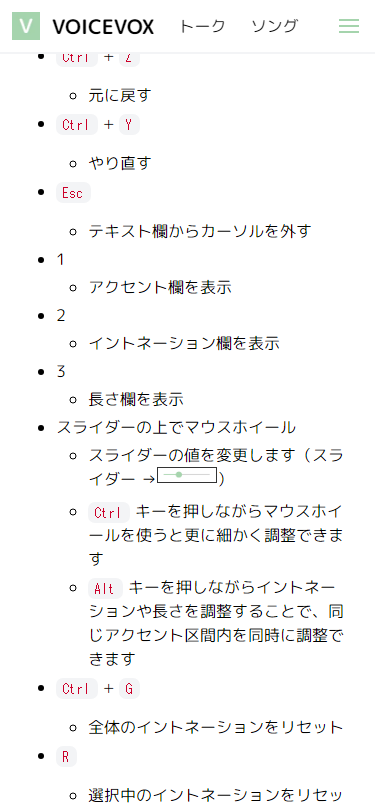 V VOICEVOX トーク ソング
Ctrl + Z
元に戻す
Ctrl + Y
やり直す
Esc
テキスト欄からカーソルを外す
1
アクセント欄を表示
2
イントネーション欄を表示
3
長さ欄を表示
スライダーの上でマウスホイール
スライダーの値を変更します（スラ
イダー →）
Ctrl キーを押しながらマウスホイ
ールを使うと更に細かく調整できま
す
Alt キーを押しながらイントネー
ションや長さを調整することで、同
じアクセント区間内を同時に調整で
きます
Ctrl + G
全体のイントネーションをリセット
R
選択中のイントネーションをリセッ